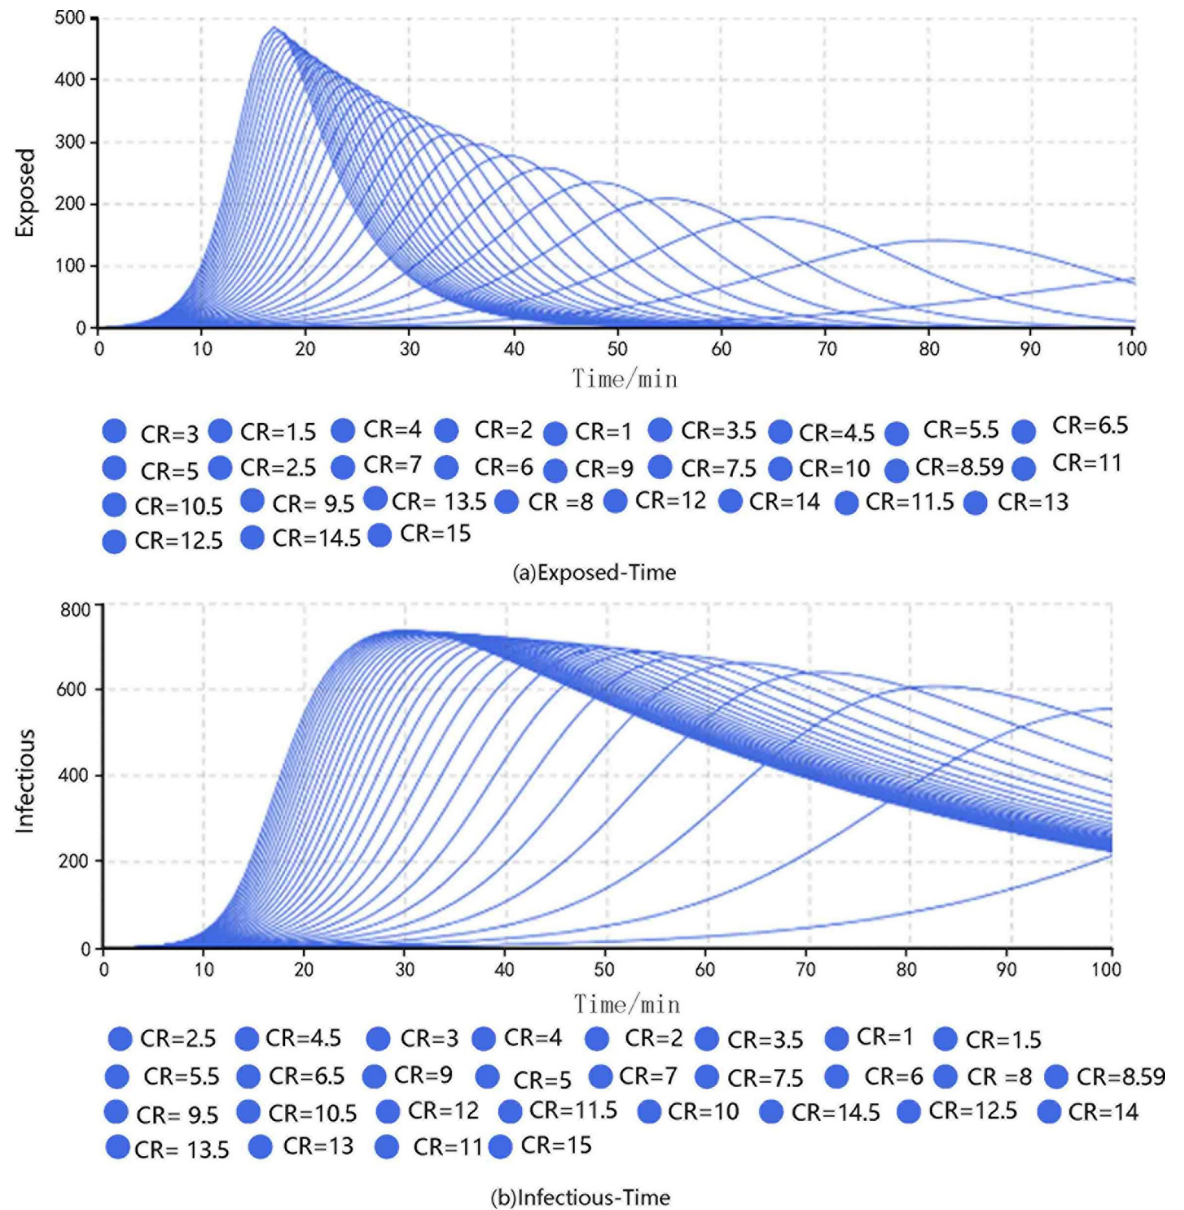 500
400
300
200
100
0
Exposed
0 10 20 30 40 50 60 70 80 90 100
Time/min
CR=3 CR=1.5 CR=4 CR=2 CR=1 CR=3.5 CR=4.5 CR=5.5 CR=6.5
CR=5 CR=2.5 CR=7 CR=6 CR=9 CR=7.5 CR=10 CR=8.59 CR=11
CR=10.5 CR= 9.5 CR= 13.5 CR =8 CR=12 CR=14 CR=11.5 CR=13
CR=12.5 CR=14.5 CR=15
(a)Exposed-Time
800
600
400
200
0
Infectious
0 10 20 30 40 50 60 70 80 90 100
Time/min
CR=2.5 CR=4.5 CR=3 CR=4 CR=2 CR=3.5 CR=1 CR=1.5
CR=5.5 CR=6.5 CR=9 CR=5 CR=7 CR=7.5 CR=6 CR =8 CR=8.59
CR= 9.5 CR=10.5 CR=12 CR=11.5 CR=10 CR=14.5 CR=12.5 CR=14
CR= 13.5 CR=13 CR=11 CR=15
(b)Infectious-Time